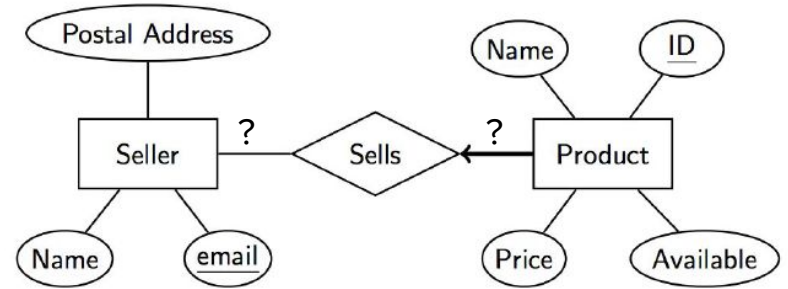 Postal Address
Name
ID
?
?
Seller
Sells
Product
Name
email
Price
Available